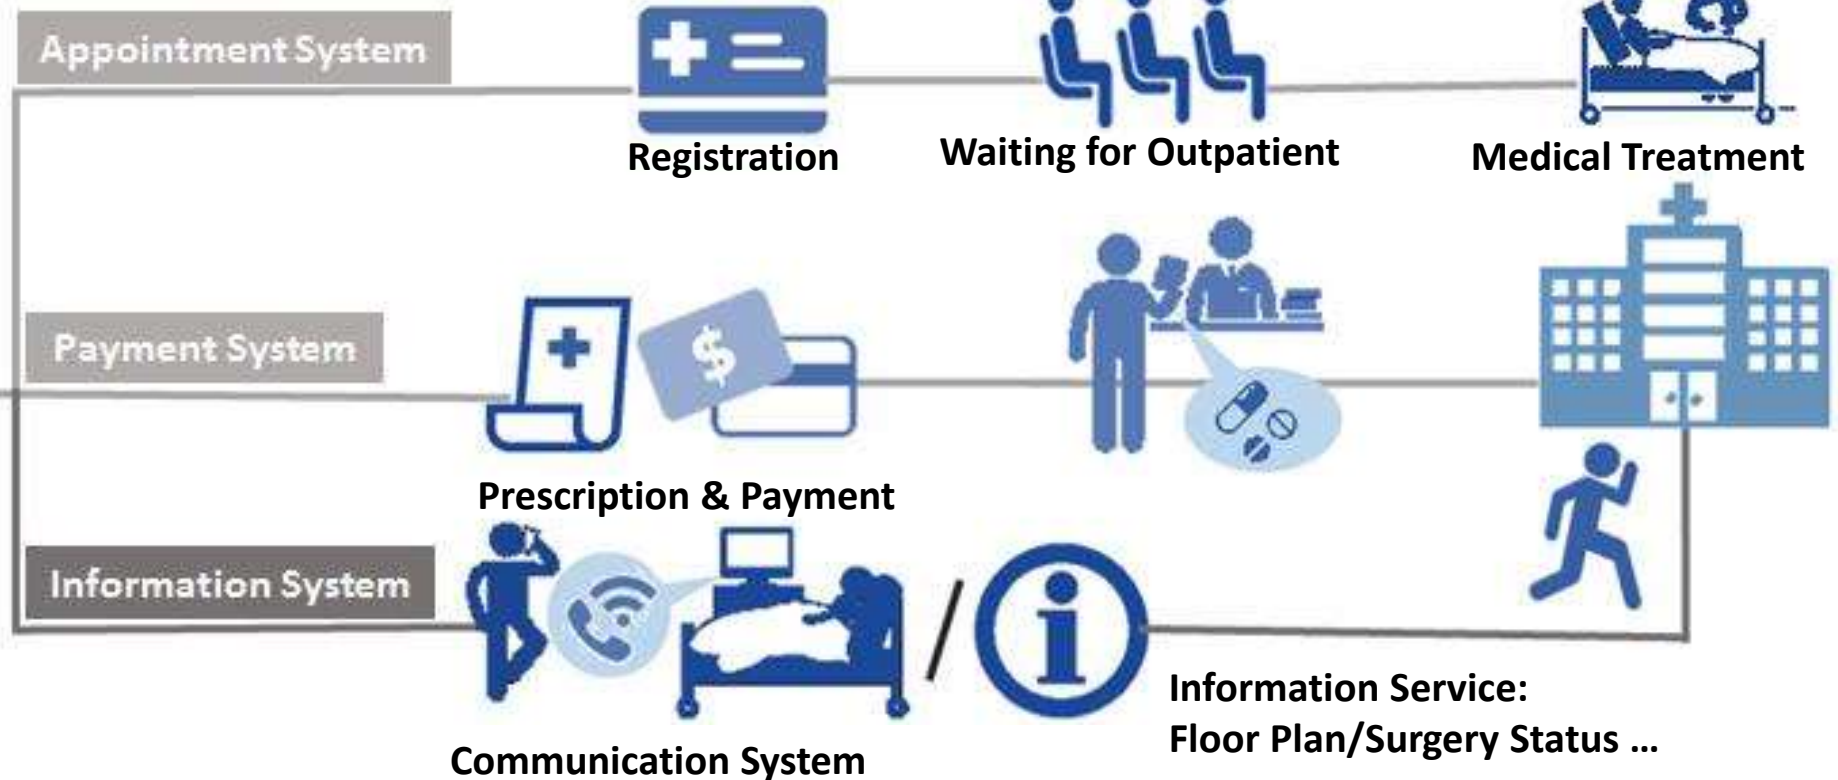 Appointment System
Registration
Waiting for Outpatient
Medical Treatment
Payment System
$
Prescription & Payment
Information System
i
Communication System
Information Service:
Floor Plan/Surgery Status ...